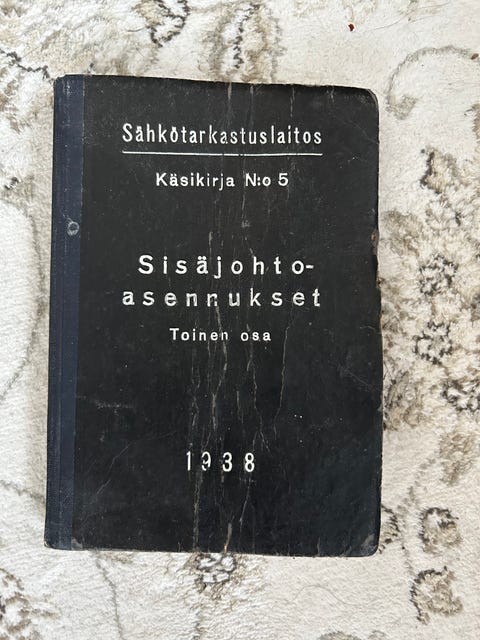 Sähkötarkastuslaitos
Käsikirja N:o 5
Sisäjohto-
asennukset
Toinen osa
1938